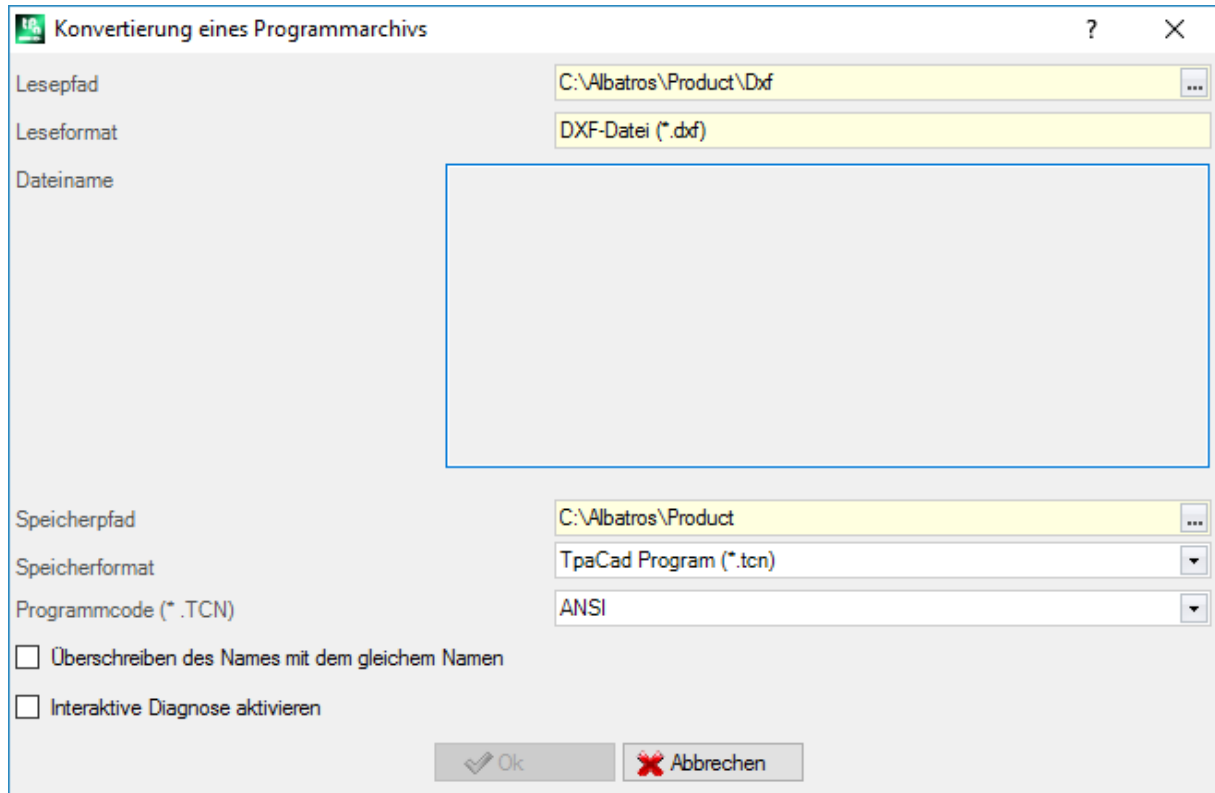 Konvertierung eines Programmarchivs ?
Lesepfad C:\Albatros\Product\Dxf ...
Leseformat DXF-Datei (*.dxf)
Dateiname
Speicherpfad C:\Albatros\Product ...
Speicherformat TpaCad Program (*.tcn)
Programmcode (* .TCN) ANSI
Überschreiben des Names mit dem gleichem Namen
Interaktive Diagnose aktivieren
Ok Abbrechen